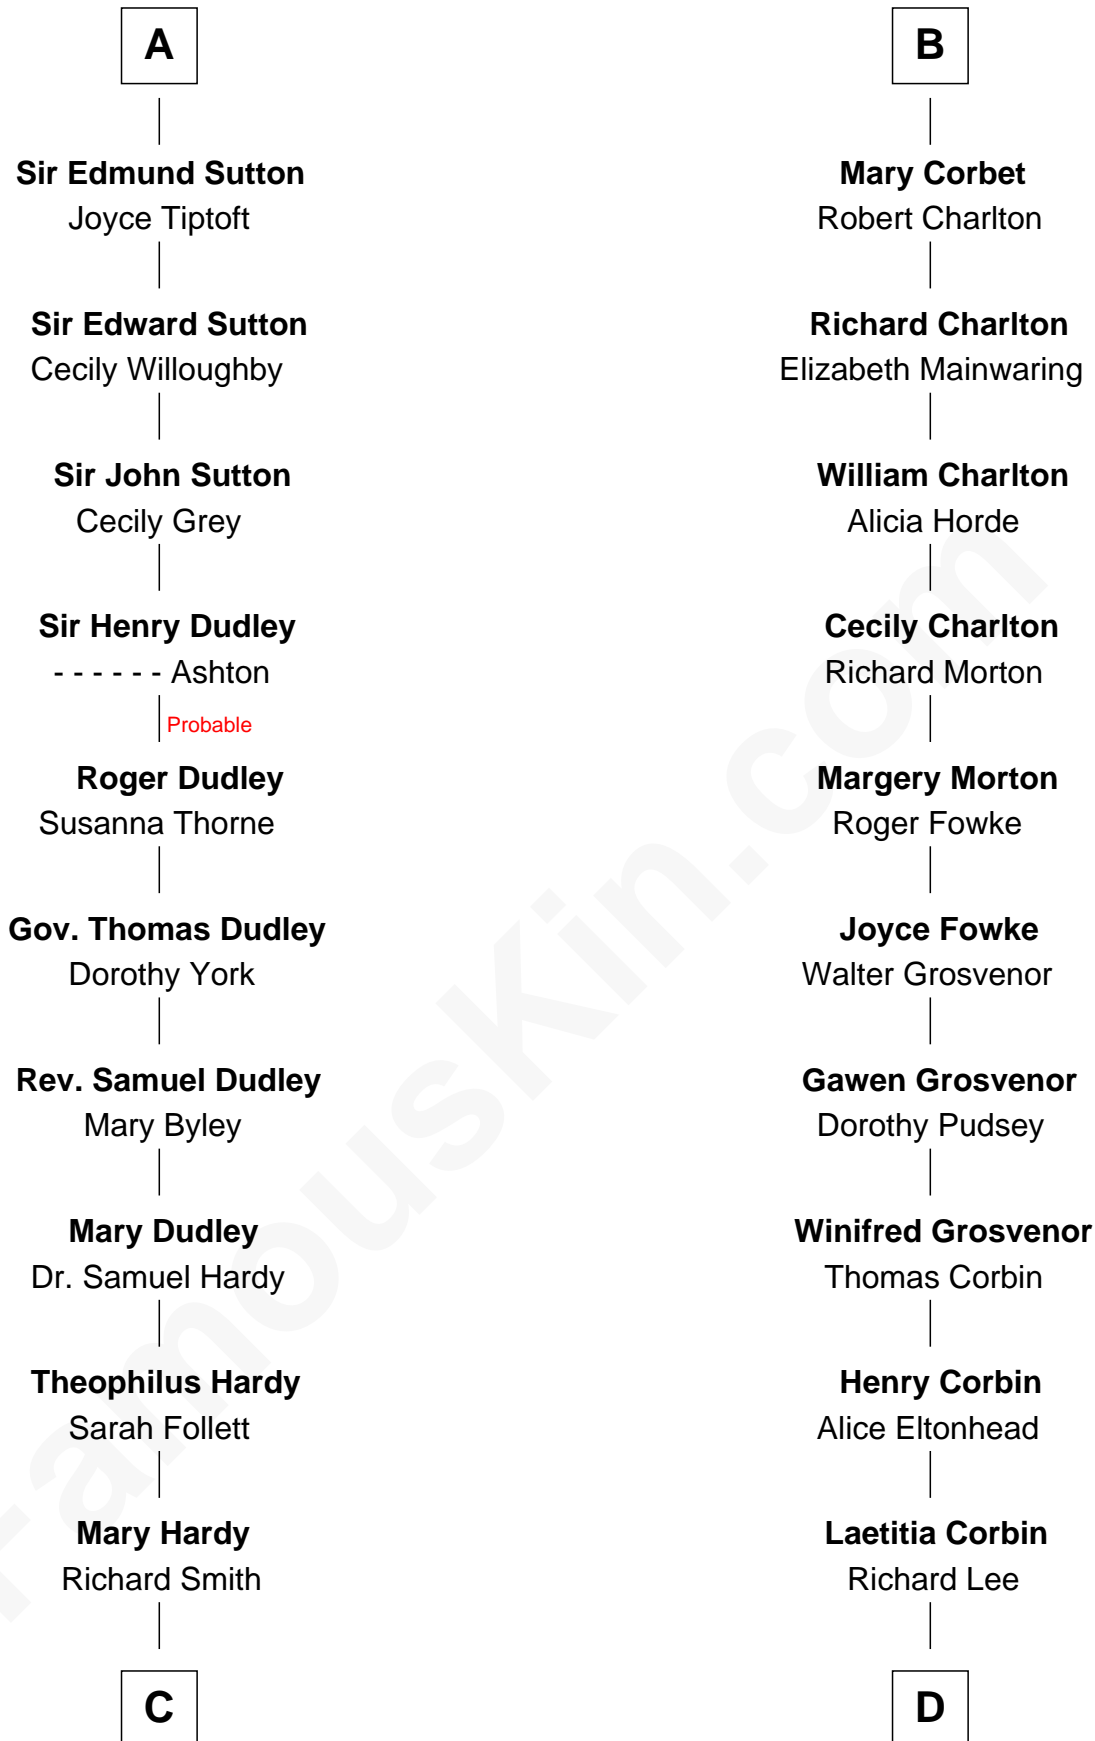 A
Sir Edmund Sutton
Joyce Tiptoft
Sir Edward Sutton
Cecily Willoughby
Sir John Sutton
Cecily Grey
Sir Henry Dudley
- - - - - - Ashton
Probable
Roger Dudley
Susanna Thorne
Gov. Thomas Dudley
Dorothy York
Rev. Samuel Dudley
Mary Byley
Mary Dudley
Dr. Samuel Hardy
Theophilus Hardy
Sarah Follett
Mary Hardy
Richard Smith
C
B
Mary Corbet
Robert Charlton
Richard Charlton
Elizabeth Mainwaring
William Charlton
Alicia Horde
Cecily Charlton
Richard Morton
Margery Morton
Roger Fowke
Joyce Fowke
Walter Grosvenor
Gawen Grosvenor
Dorothy Pudsey
Winifred Grosvenor
Thomas Corbin
Henry Corbin
Alice Eltonhead
Laetitia Corbin
Richard Lee
D
FamousKin.com